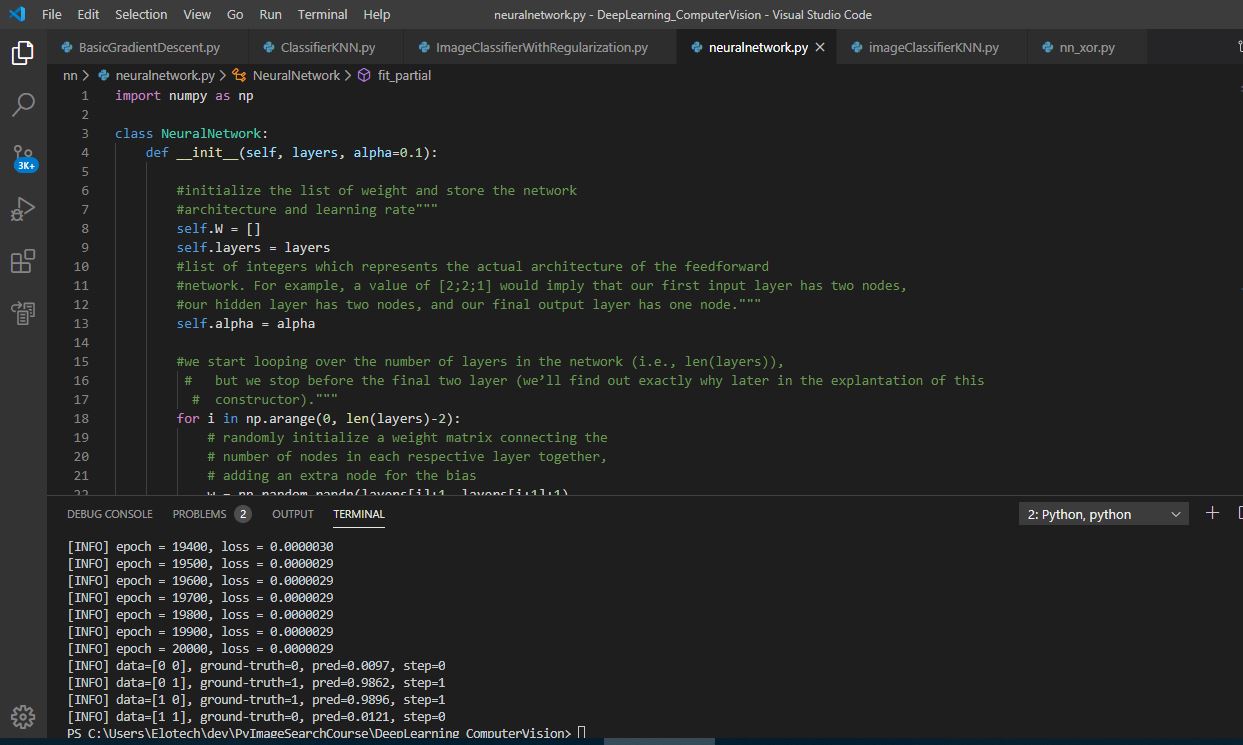 File Edit Selection View Go Run Terminal Help neuralnetwork.py - DeepLearning_ComputerVision - Visual Studio Code
BasicGradientDescent.py ClassifierKNN.py ImageClassifierWithRegularization.py neuralnetwork.py × imageClassifierKNN.py nn_xor.py
nn > neuralnetwork.py > NeuralNetwork > fit_partial
1 import numpy as np
2
3 class NeuralNetwork:
4 def __init__(self, layers, alpha=0.1):
5
6 #initialize the list of weight and store the network
7 #architecture and learning rate"""
8 self.W = []
9 self.layers = layers
10 #list of integers which represents the actual architecture of the feedforward
11 #network. For example, a value of [2;2;1] would imply that our first input layer has two nodes,
12 #our hidden layer has two nodes, and our final output layer has one node."""
13 self.alpha = alpha
14
15 #we start looping over the number of layers in the network (i.e., len(layers)),
16 # but we stop before the final two layer (we’ll find out exactly why later in the explantation of this
17 # constructor)."""
18 for i in np.arange(0, len(layers)-2):
19 # randomly initialize a weight matrix connecting the
20 # number of nodes in each respective layer together,
21 # adding an extra node for the bias
22 w = np.random.randn(layers[i]+1, layers[i+1]+1)
3K+
DEBUG CONSOLE PROBLEMS 2 OUTPUT TERMINAL 2: Python, python
[INFO] epoch = 19400, loss = 0.0000030
[INFO] epoch = 19500, loss = 0.0000029
[INFO] epoch = 19600, loss = 0.0000029
[INFO] epoch = 19700, loss = 0.0000029
[INFO] epoch = 19800, loss = 0.0000029
[INFO] epoch = 19900, loss = 0.0000029
[INFO] epoch = 20000, loss = 0.0000029
[INFO] data=[0 0], ground-truth=0, pred=0.0097, step=0
[INFO] data=[0 1], ground-truth=1, pred=0.9862, step=1
[INFO] data=[1 0], ground-truth=1, pred=0.9896, step=1
[INFO] data=[1 1], ground-truth=0, pred=0.0121, step=0
PS C:\Users\Elotech\dev\PyImageSearchCourse\DeepLearning_ComputerVision>